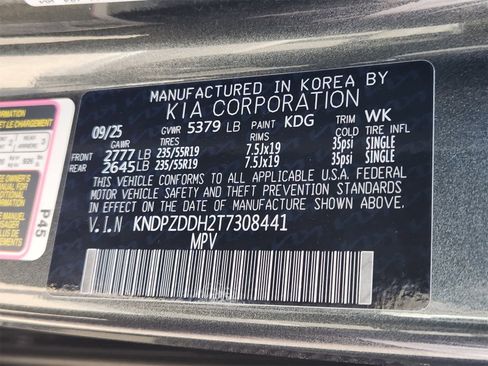 MANUFACTURED IN KOREA BY
KIA CORPORATION
09/25 GVWR 5379 LB PAINT KDG TRIM WK
GAWR TIRES COLD TIRE INFL
FRONT 2777 LB 235/55R19 7.5Jx19 35psi SINGLE
REAR 2645 LB 235/55R19 7.5Jx19 35psi SINGLE
THIS VEHICLE CONFORMS TO ALL APPLICABLE U.S.A. FEDERAL
MOTOR VEHICLE SAFETY AND THEFT PREVENTION STANDARDS
IN EFFECT ON THE DATE OF MANUFACTURE SHOWN ABOVE.
V.I.N KNDPZDDH2T7308441
MPV
P45